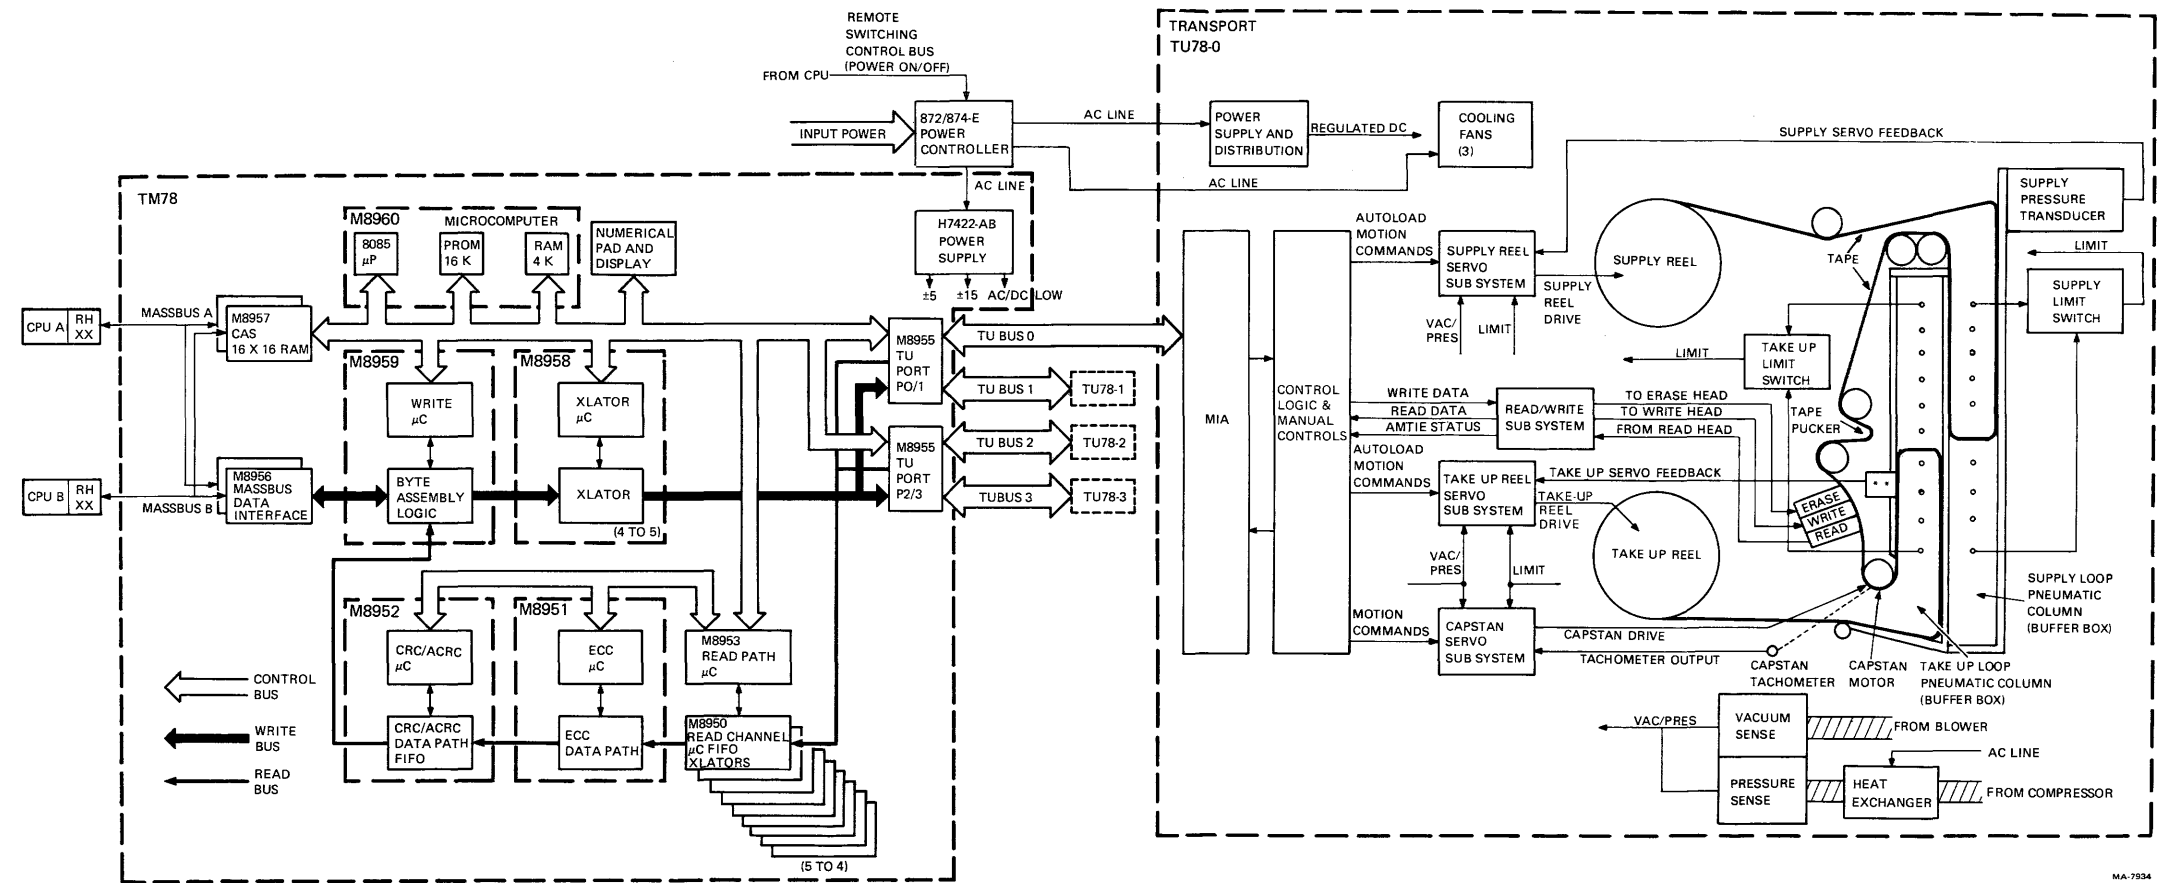 REMOTE
SWITCHING
CONTROL BUS
(POWER ON/OFF)
FROM CPU
INPUT POWER
872/874-E
POWER
CONTROLLER
AC LINE
AC LINE
AC LINE
H7422-AB
POWER
SUPPLY
±5
±15
AC/DC LOW
TM78
M8960
MICROCOMPUTER
8085
µP
PROM
16 K
RAM
4 K
NUMERICAL
PAD AND
DISPLAY
CPU A
RH
XX
MASSBUS A
M8957
CAS
16 X 16 RAM
CPU B
RH
XX
MASSBUS B
M8956
MASSBUS
DATA
INTERFACE
M8959
WRITE
µC
BYTE
ASSEMBLY
LOGIC
M8958
XLATOR
µC
XLATOR
(4 TO 5)
M8955
TU
PORT
PO/1
M8955
TU
PORT
P2/3
TU BUS 0
TU BUS 1
TU BUS 2
TUBUS 3
TU78-1
TU78-2
TU78-3
M8952
CRC/ACRC
µC
CRC/ACRC
DATA PATH
FIFO
M8951
ECC
µC
ECC
DATA PATH
M8953
READ PATH
µC
M8950
READ CHANNEL
µC FIFO
XLATORS
(5 TO 4)
CONTROL
BUS
WRITE
BUS
READ
BUS
TRANSPORT
TU78-0
POWER
SUPPLY AND
DISTRIBUTION
REGULATED DC
COOLING
FANS
(3)
SUPPLY SERVO FEEDBACK
MIA
CONTROL
LOGIC &
MANUAL
CONTROLS
AUTOLOAD
MOTION
COMMANDS
SUPPLY REEL
SERVO
SUB SYSTEM
SUPPLY
REEL
DRIVE
VAC/
PRES
LIMIT
SUPPLY REEL
TAPE
SUPPLY
PRESSURE
TRANSDUCER
LIMIT
SUPPLY
LIMIT
SWITCH
LIMIT
TAKE UP
LIMIT
SWITCH
WRITE DATA
READ DATA
AMTIE STATUS
READ/WRITE
SUB SYSTEM
TO ERASE HEAD
TO WRITE HEAD
FROM READ HEAD
TAPE
PUCKER
AUTOLOAD
MOTION
COMMANDS
TAKE UP REEL
SERVO
SUB SYSTEM
TAKE UP SERVO FEEDBACK
TAKE-UP
REEL
DRIVE
ERASE
WRITE
READ
TAKE UP REEL
VAC/
PRES
LIMIT
MOTION
COMMANDS
CAPSTAN
SERVO
SUB SYSTEM
CAPSTAN DRIVE
TACHOMETER OUTPUT
CAPSTAN
TACHOMETER
CAPSTAN
MOTOR
TAKE UP LOOP
PNEUMATIC COLUMN
(BUFFER BOX)
SUPPLY LOOP
PNEUMATIC
COLUMN
(BUFFER BOX)
VAC/PRES
VACUUM
SENSE
FROM BLOWER
PRESSURE
SENSE
HEAT
EXCHANGER
AC LINE
FROM COMPRESSOR
MA-7934